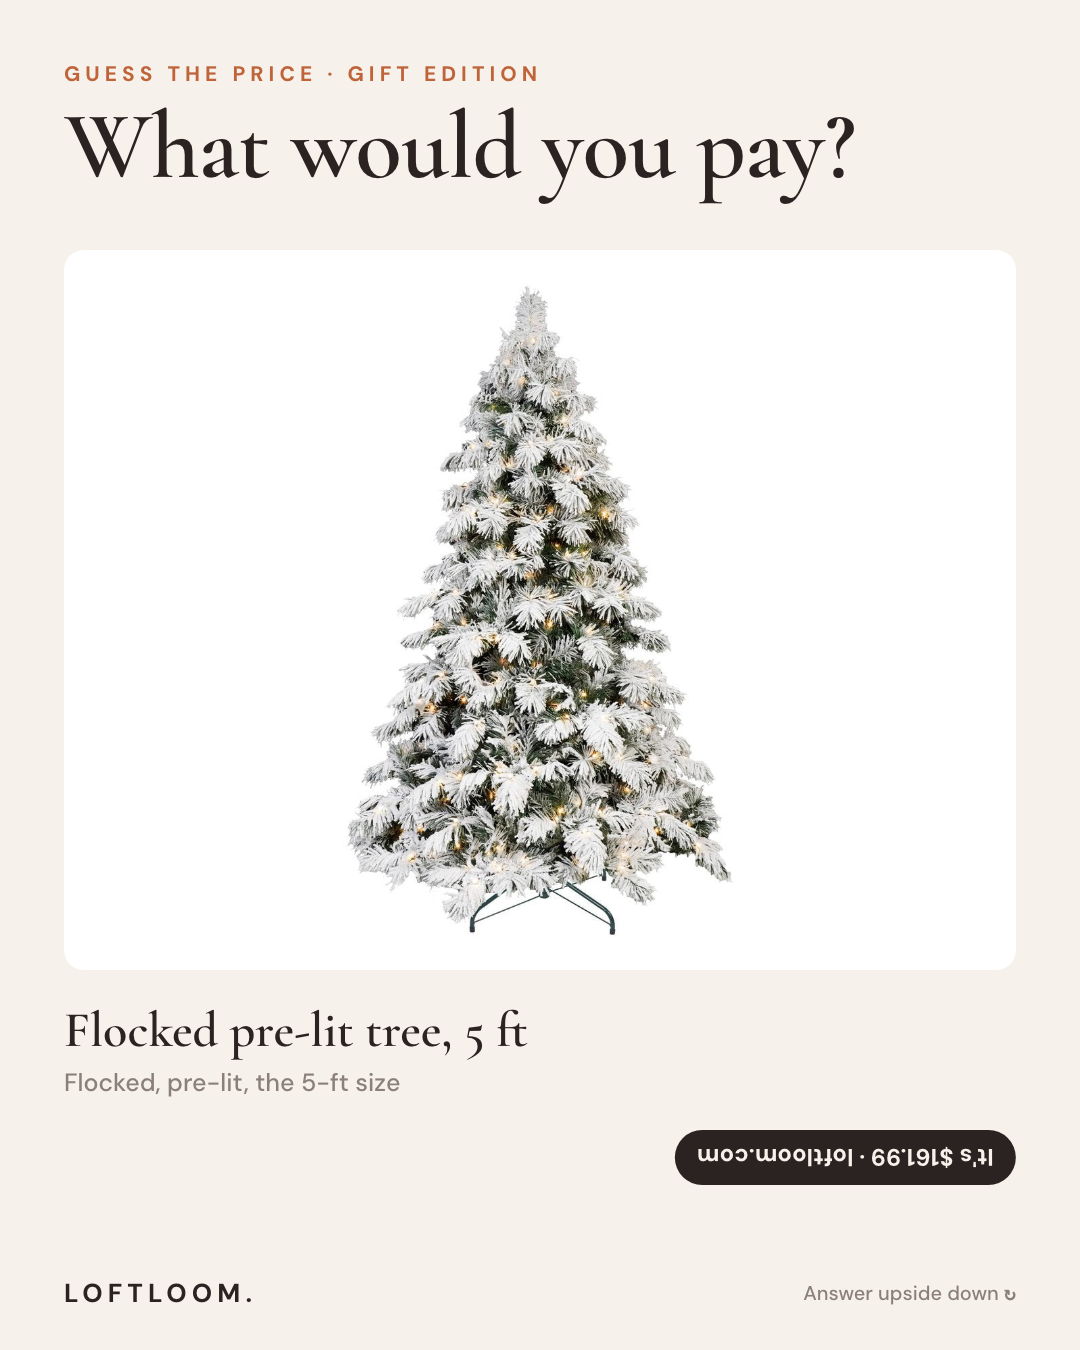 GUESS THE PRICE · GIFT EDITION
What would you pay?
Flocked pre-lit tree, 5 ft
Flocked, pre-lit, the 5-ft size
It's $161.99 · loftloom.com
LOFTLOOM.
Answer upside down ↻